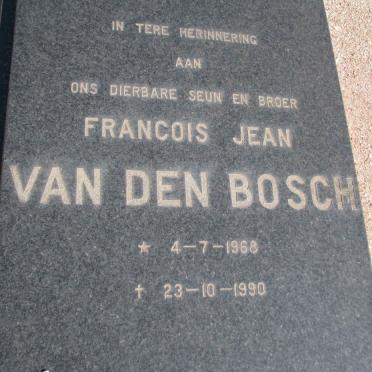 IN TERE HERINNERING
AAN
ONS DIERBARE SEUN EN BROER
FRANCOIS JEAN
VAN DEN BOSCH
★ 4-7-1968
✝ 23-10-1990